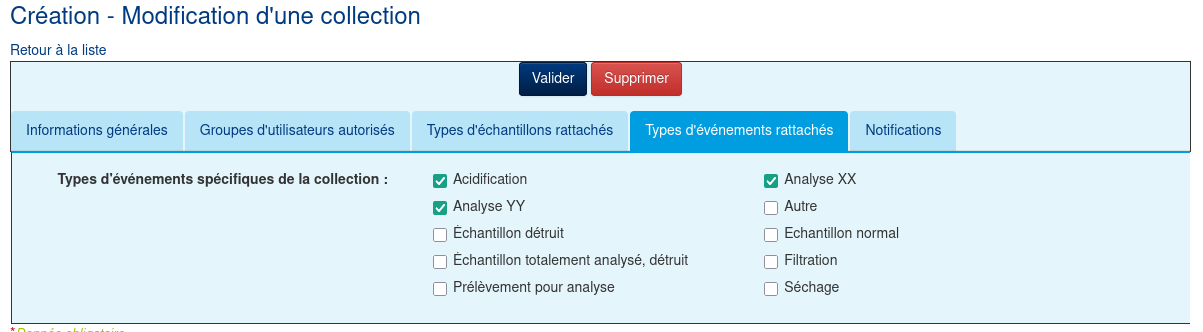 Création - Modification d'une collection
Retour à la liste
Valider Supprimer
Informations générales Groupes d'utilisateurs autorisés Types d'échantillons rattachés Types d'événements rattachés Notifications
Types d'événements spécifiques de la collection : Acidification Analyse XX
Analyse YY Autre
Échantillon détruit Echantillon normal
Échantillon totalement analysé, détruit Filtration
Prélèvement pour analyse Séchage